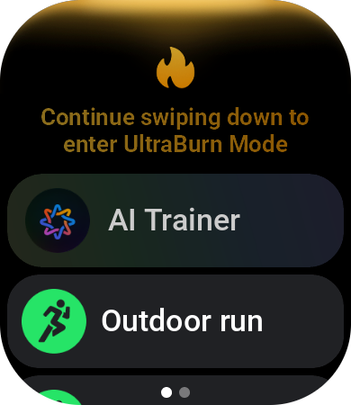 Continue swiping down to
enter UltraBurn Mode
AI Trainer
Outdoor run